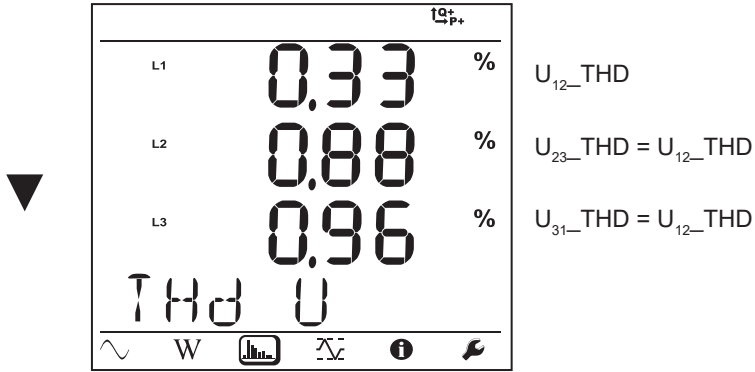 Q+
P+
L1 0.33 % U₁₂_THD
L2 0.88 % U₂₃_THD = U₁₂_THD
L3 0.96 % U₃₁_THD = U₁₂_THD
THd U
W